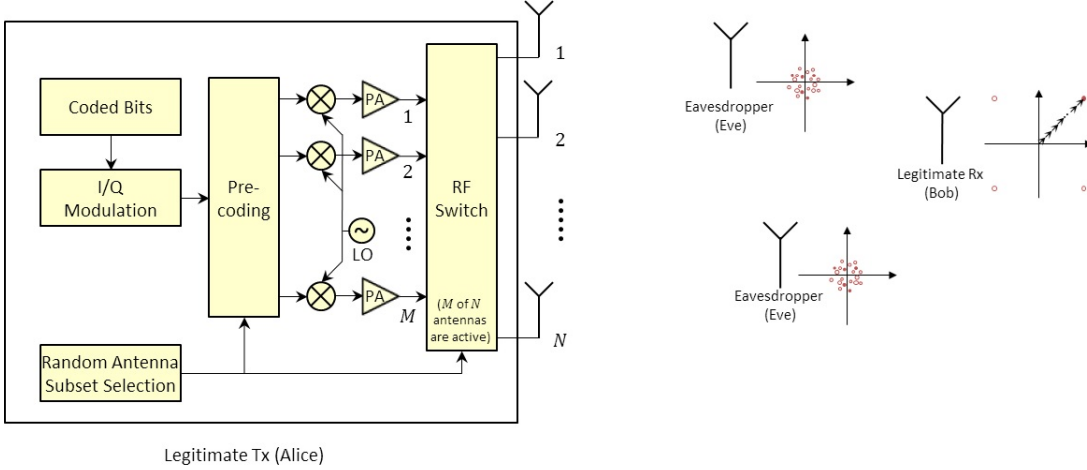 Coded Bits
I/Q
Modulation
Pre-
coding
PA
1
PA
2
LO
PA
M
RF
Switch
(M of N
antennas
are active)
1
2
N
Random Antenna
Subset Selection
Legitimate Tx (Alice)
Eavesdropper
(Eve)
Legitimate Rx
(Bob)
Eavesdropper
(Eve)